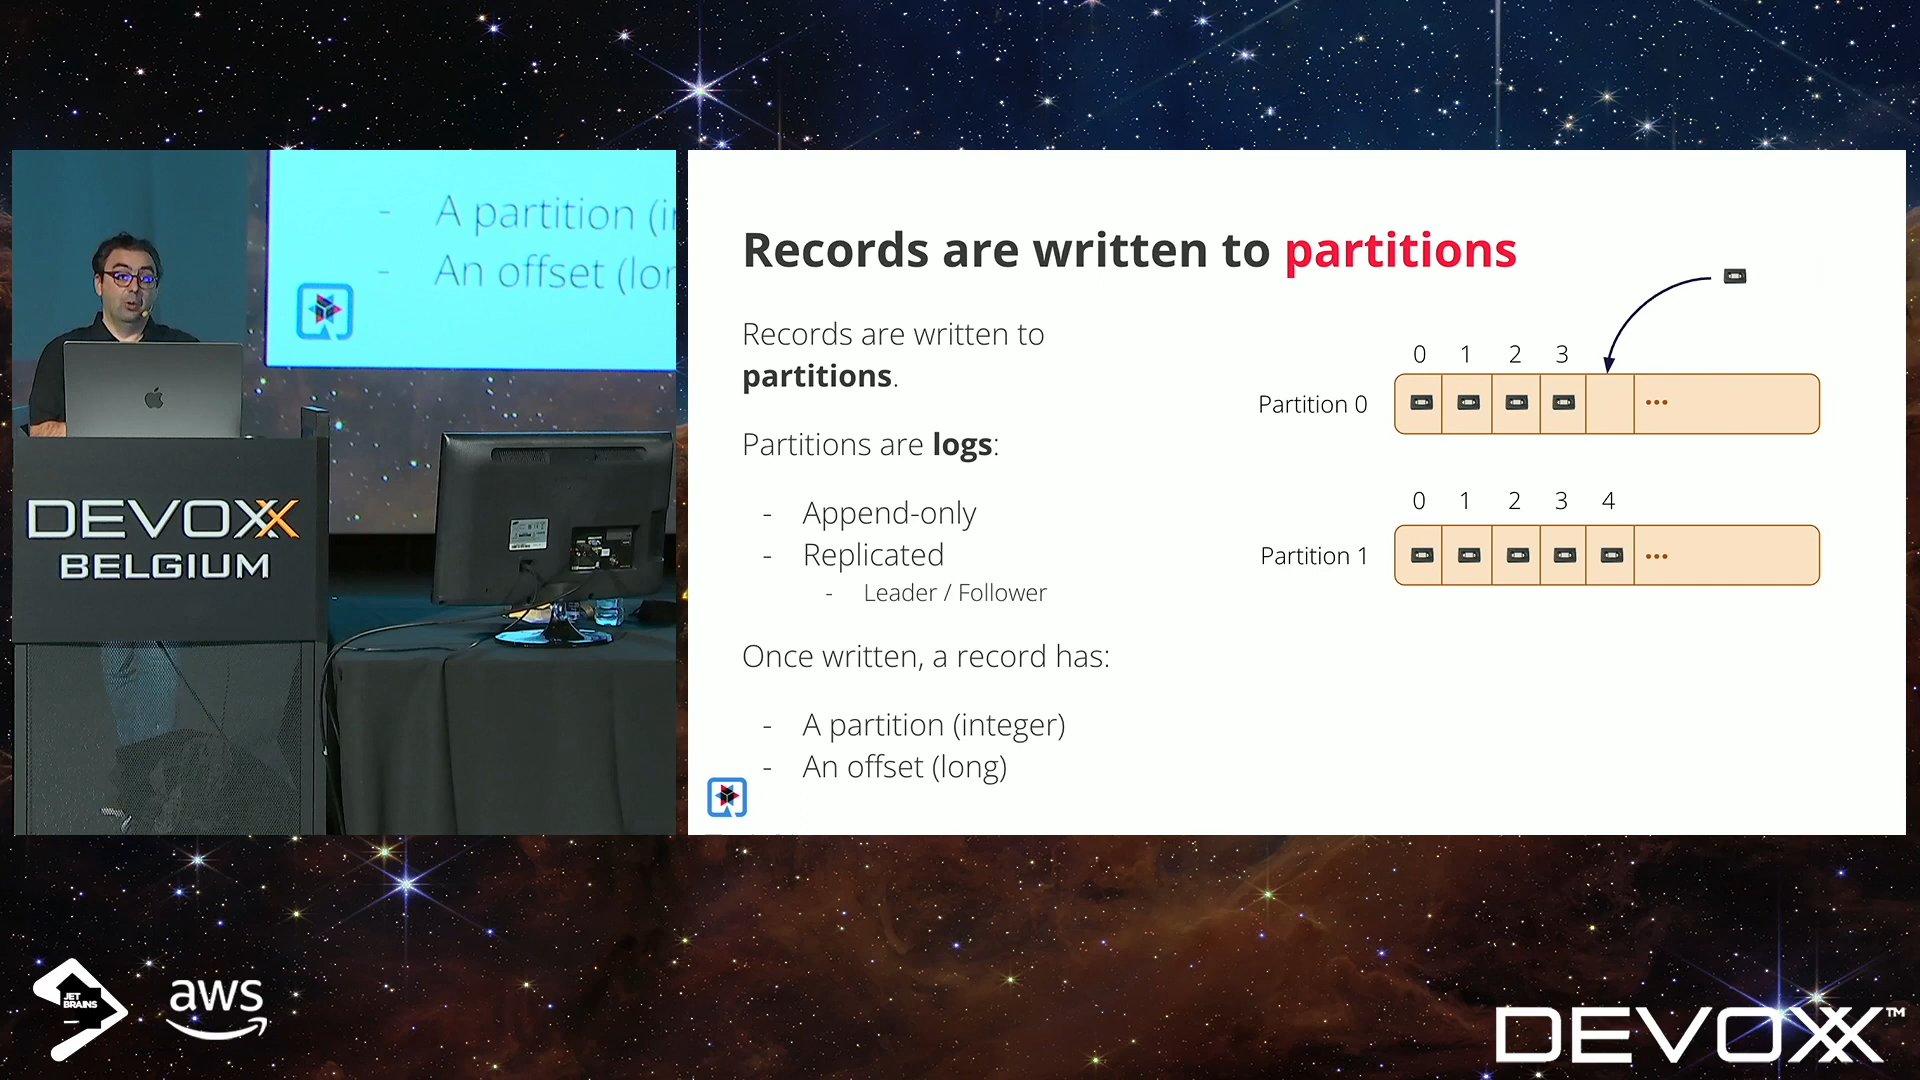 - A partition (i
- An offset (lor
DEVOXX
BELGIUM
Records are written to partitions
Records are written to
partitions.
Partitions are logs:
- Append-only
- Replicated
- Leader / Follower
Once written, a record has:
- A partition (integer)
- An offset (long)
0 1 2 3
Partition 0
...
0 1 2 3 4
Partition 1
...
JET
BRAINS
aws
DEVOXX™